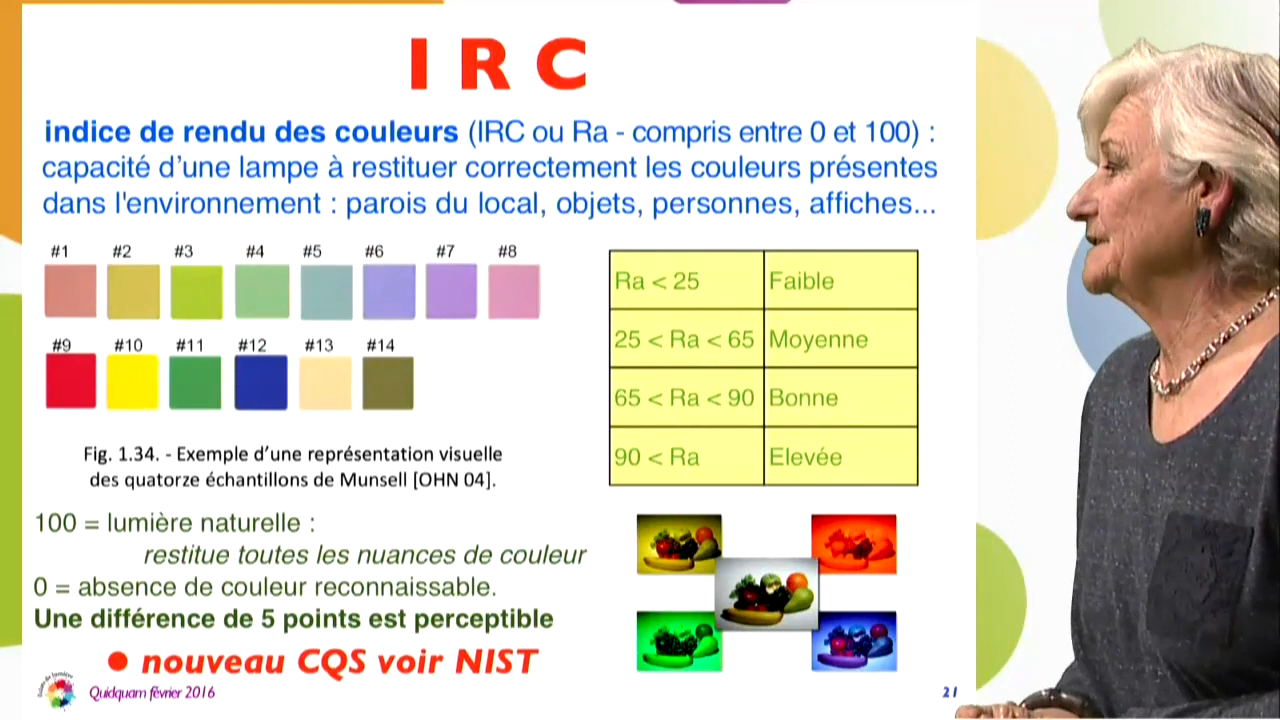 I R C
indice de rendu des couleurs (IRC ou Ra - compris entre 0 et 100) :
capacité d'une lampe à restituer correctement les couleurs présentes
dans l'environnement : parois du local, objets, personnes, affiches...
#1 #2 #3 #4 #5 #6 #7 #8
#9 #10 #11 #12 #13 #14
Fig. 1.34. - Exemple d'une représentation visuelle
des quatorze échantillons de Munsell [OHN 04].
Ra < 25 Faible
25 < Ra < 65 Moyenne
65 < Ra < 90 Bonne
90 < Ra Elevée
100 = lumière naturelle :
restitue toutes les nuances de couleur
0 = absence de couleur reconnaissable.
Une différence de 5 points est perceptible
• nouveau CQS voir NIST
Quidquam février 2016
21